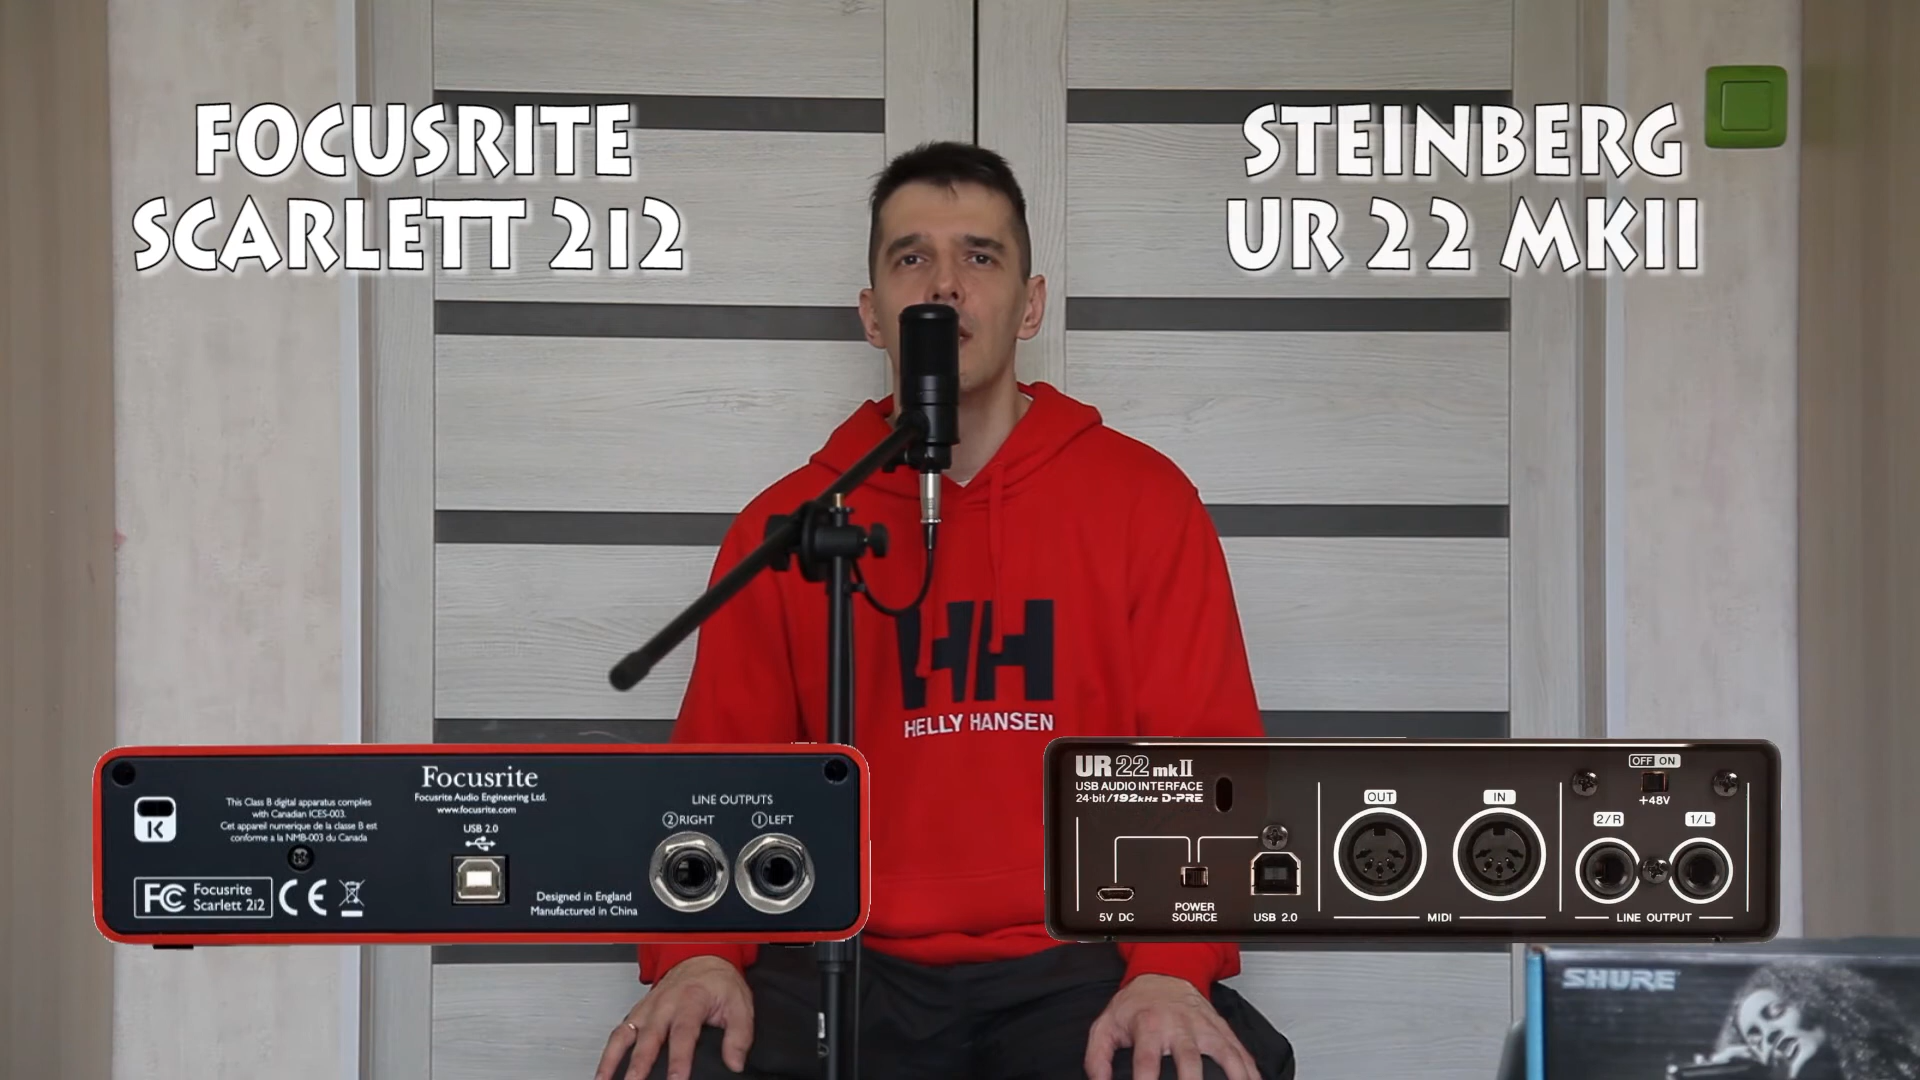 FOCUSRITE
SCARLETT 2i2
STEINBERG
UR 22 MKII
HH
HELLY HANSEN
Focusrite
Focusrite Audio Engineering Ltd.
www.focusrite.com
This Class B digital apparatus complies
with Canadian ICES-003.
Cet appareil numerique de la classe B est
conforme a la NMB-003 du Canada
USB 2.0
LINE OUTPUTS
2 RIGHT
1 LEFT
K
FC Focusrite
Scarlett 2i2
CE
Designed in England
Manufactured in China
UR22mkII
USB AUDIO INTERFACE
24-bit/192kHz D-PRE
OUT
IN
OFF ON
+48V
2/R
1/L
5V DC
POWER
SOURCE
USB 2.0
MIDI
LINE OUTPUT
SHURE